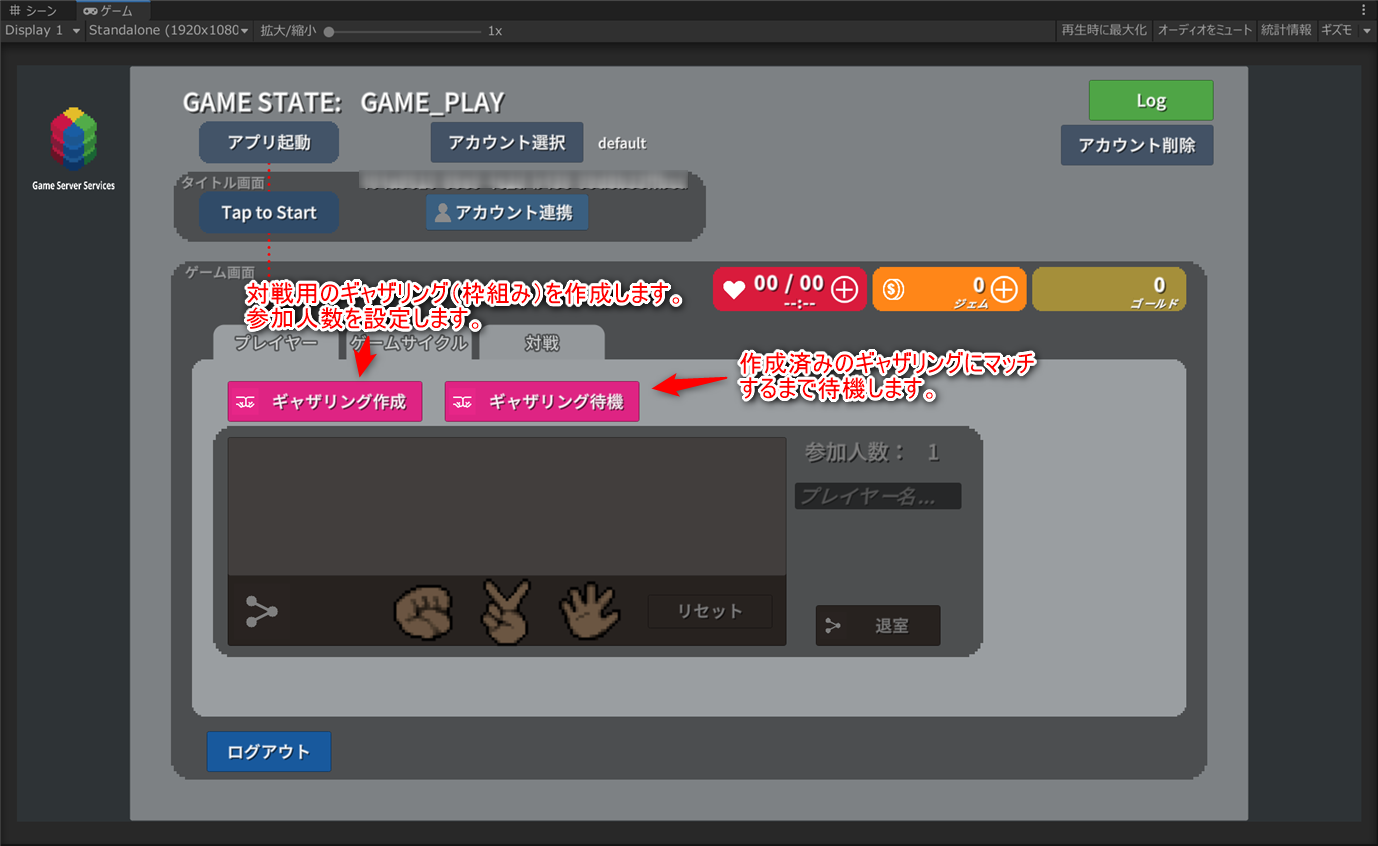 シーン
ゲーム
Display 1
Standalone (1920x1080
拡大/縮小
1x
再生時に最大化
オーディオをミュート
統計情報
ギズモ
GAME STATE: GAME_PLAY
Log
アプリ起動
アカウント選択
default
アカウント削除
Game Server Services
タイトル画面
Tap to Start
アカウント連携
ゲーム画面
00 / 00
--:--
0
ジェム
0
ゴールド
対戦用のギャザリング(枠組み)を作成します。
参加人数を設定します。
プレイヤー
ゲームサイクル
対戦
作成済みのギャザリングにマッチ
するまで待機します。
ギャザリング作成
ギャザリング待機
参加人数： 1
プレイヤー名...
リセット
退室
ログアウト